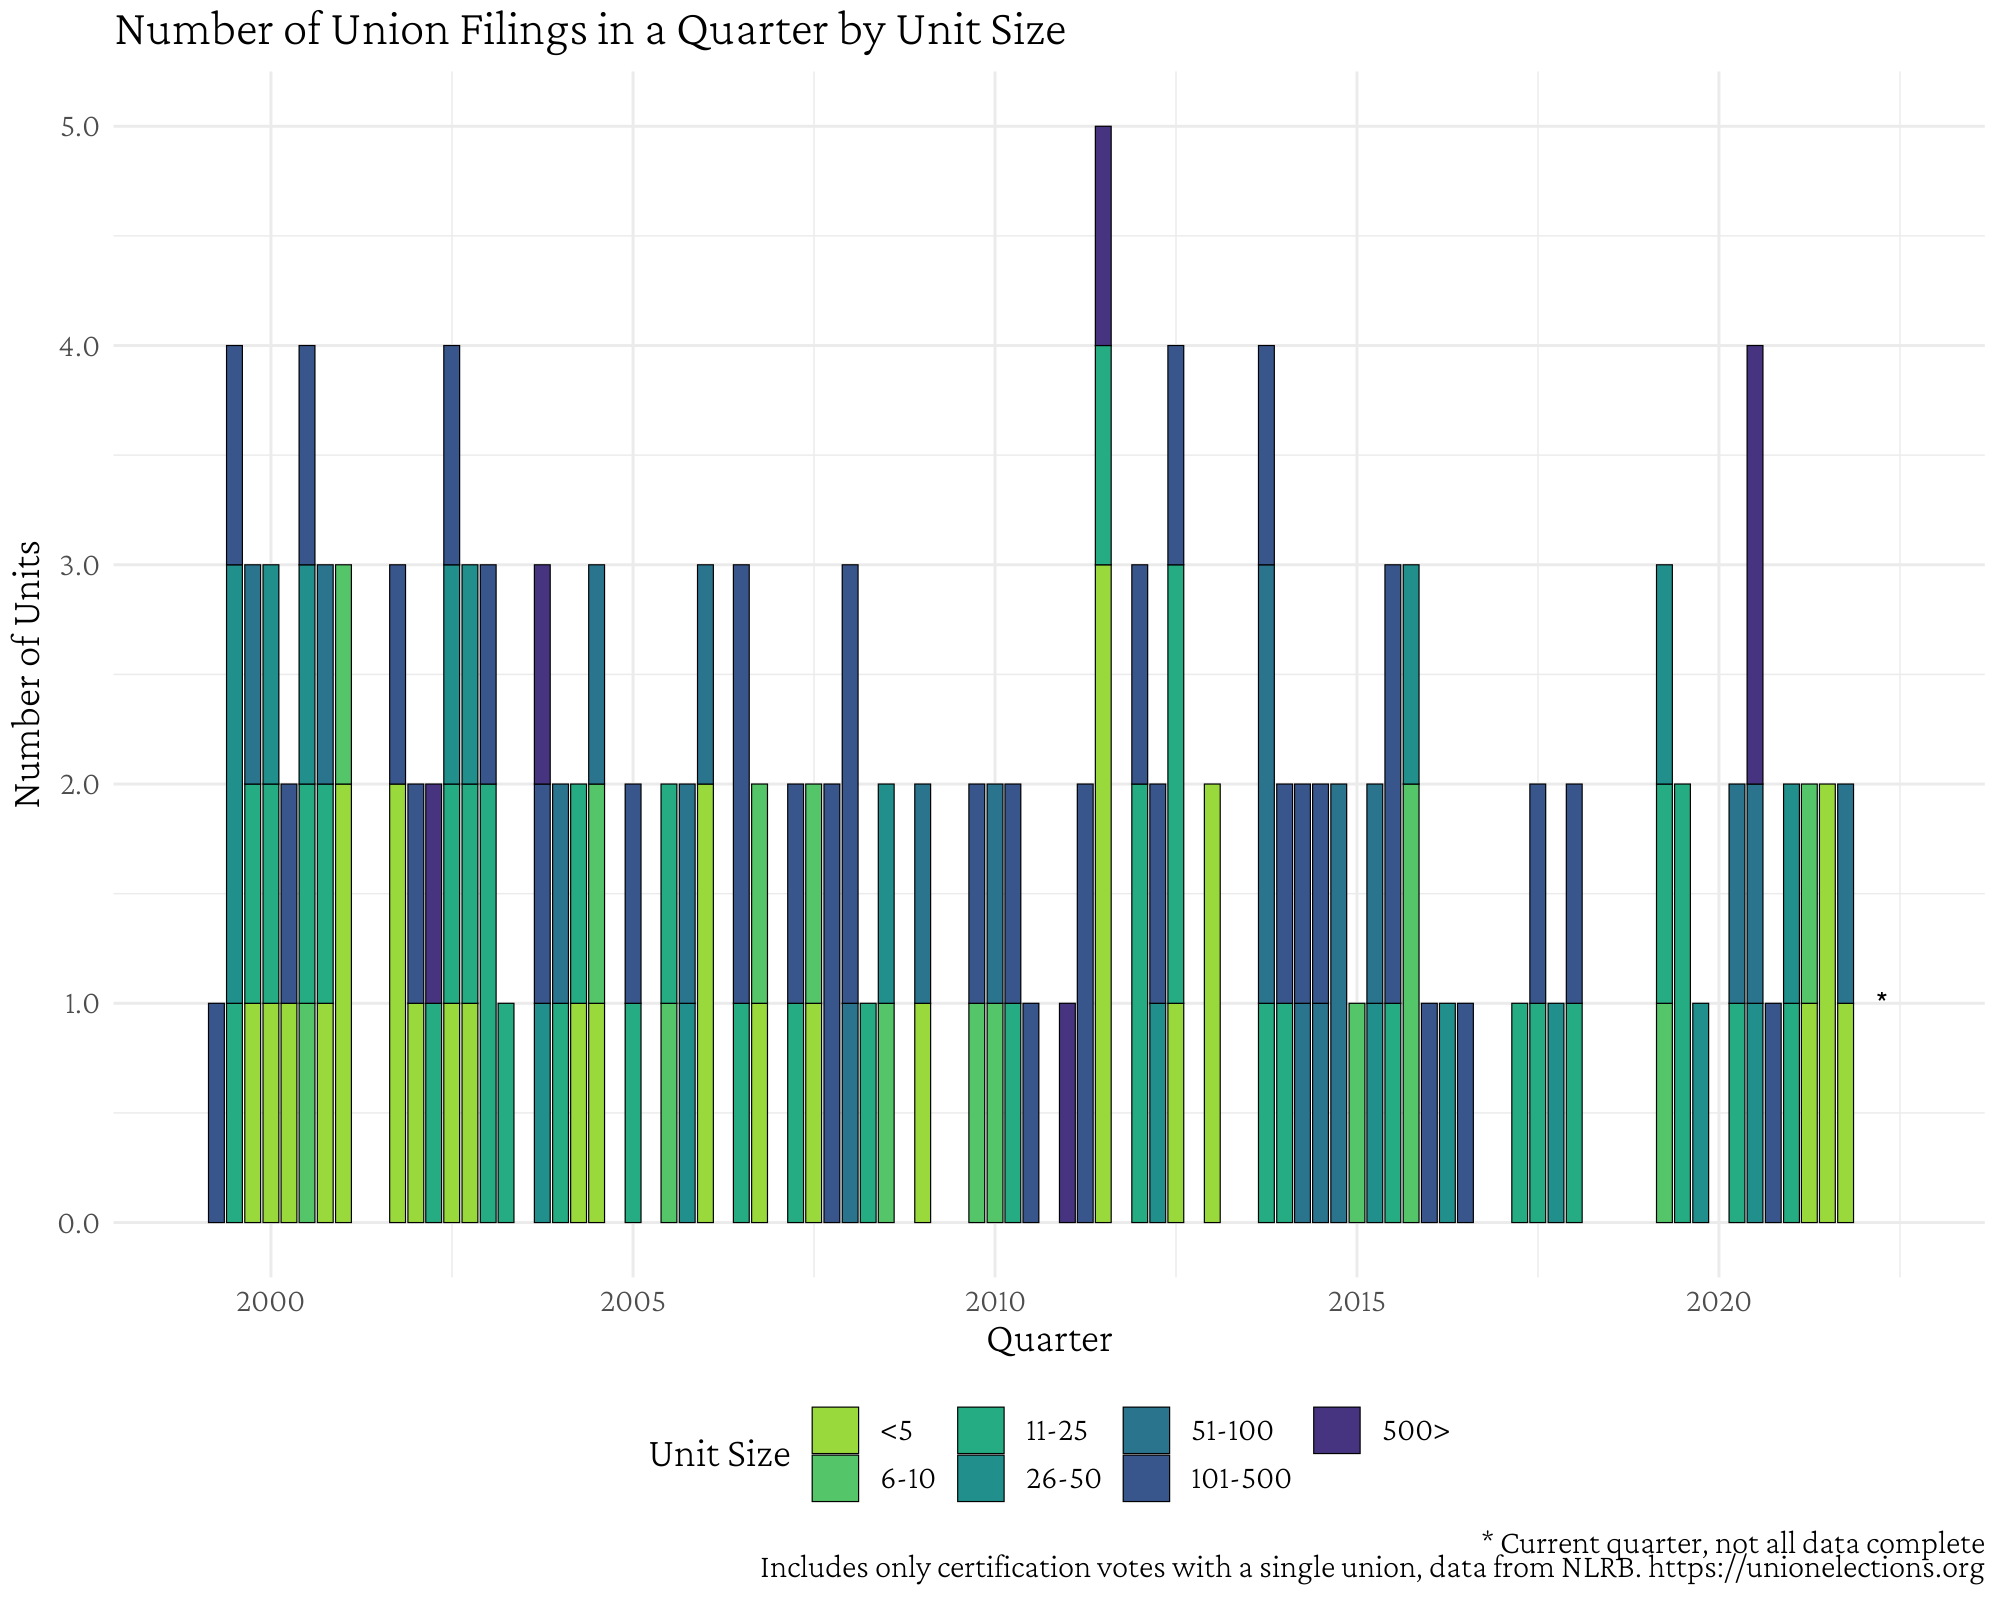 Number of Union Filings in a Quarter by Unit Size
Number of Units
5.0
4.0
3.0
2.0
1.0
0.0
*
2000 2005 2010 2015 2020
Quarter
Unit Size
<5 11-25 51-100 500>
6-10 26-50 101-500
* Current quarter, not all data complete
Includes only certification votes with a single union, data from NLRB. https://unionelections.org